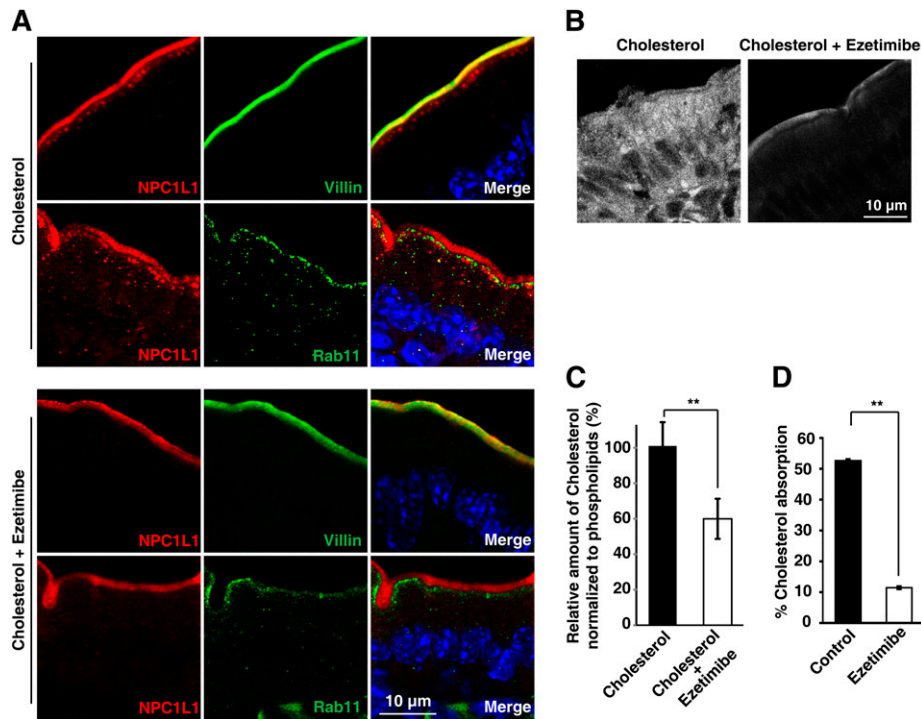 A
Cholesterol
NPC1L1
Villin
Merge
NPC1L1
Rab11
Merge
Cholesterol + Ezetimibe
NPC1L1
Villin
Merge
NPC1L1
Rab11
10 µm
Merge
B
Cholesterol
Cholesterol + Ezetimibe
10 µm
C
Relative amount of Cholesterol
normalized to phospholipids (%)
**
100
80
60
40
20
0
Cholesterol
Cholesterol
+
Ezetimibe
D
% Cholesterol absorption
**
60
50
40
30
20
10
0
Control
Ezetimibe